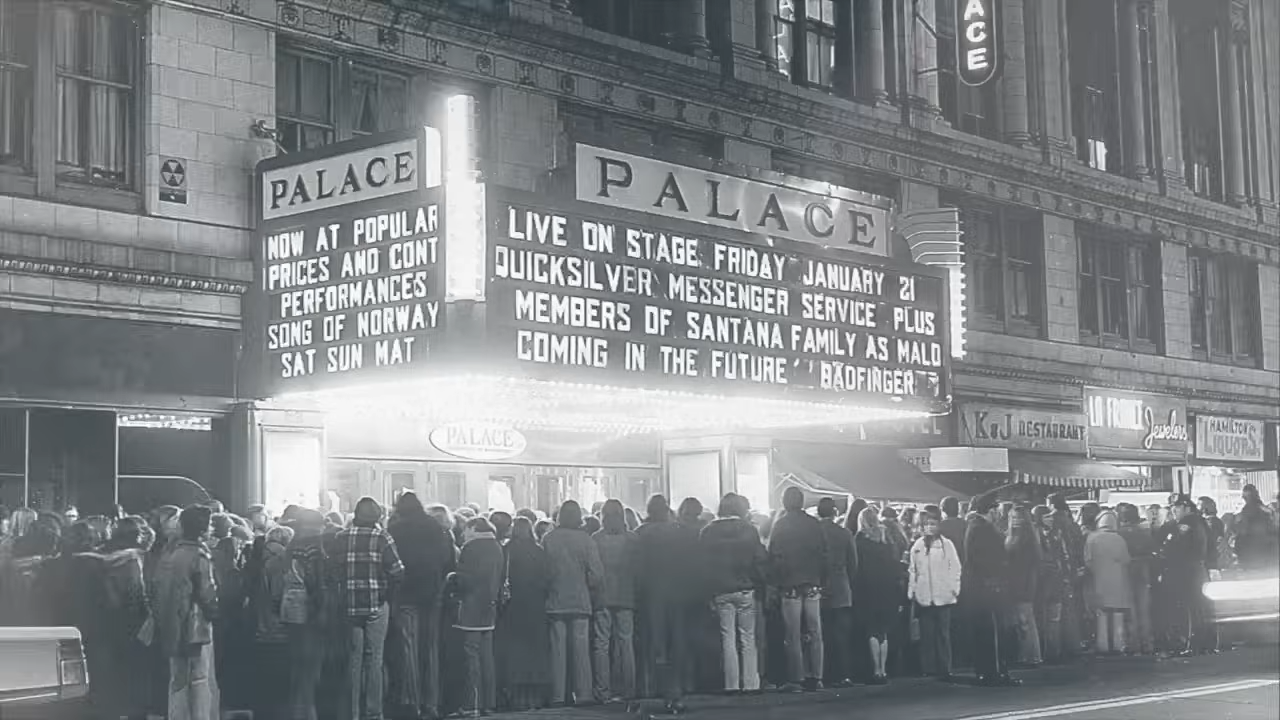 ACE
PALACE
NOW AT POPULAR
PRICES AND CONT
PERFORMANCES
SONG OF NORWAY
SAT SUN MAT
PALACE
LIVE ON STAGE FRIDAY JANUARY 21
QUICKSILVER MESSENGER SERVICE PLUS
MEMBERS OF SANTANA FAMILY AS MALO
COMING IN THE FUTURE ' 'BADFINGER"
PALACE
K&J RESTAURANT
Jewelers
HAMILTON
LIQUORS